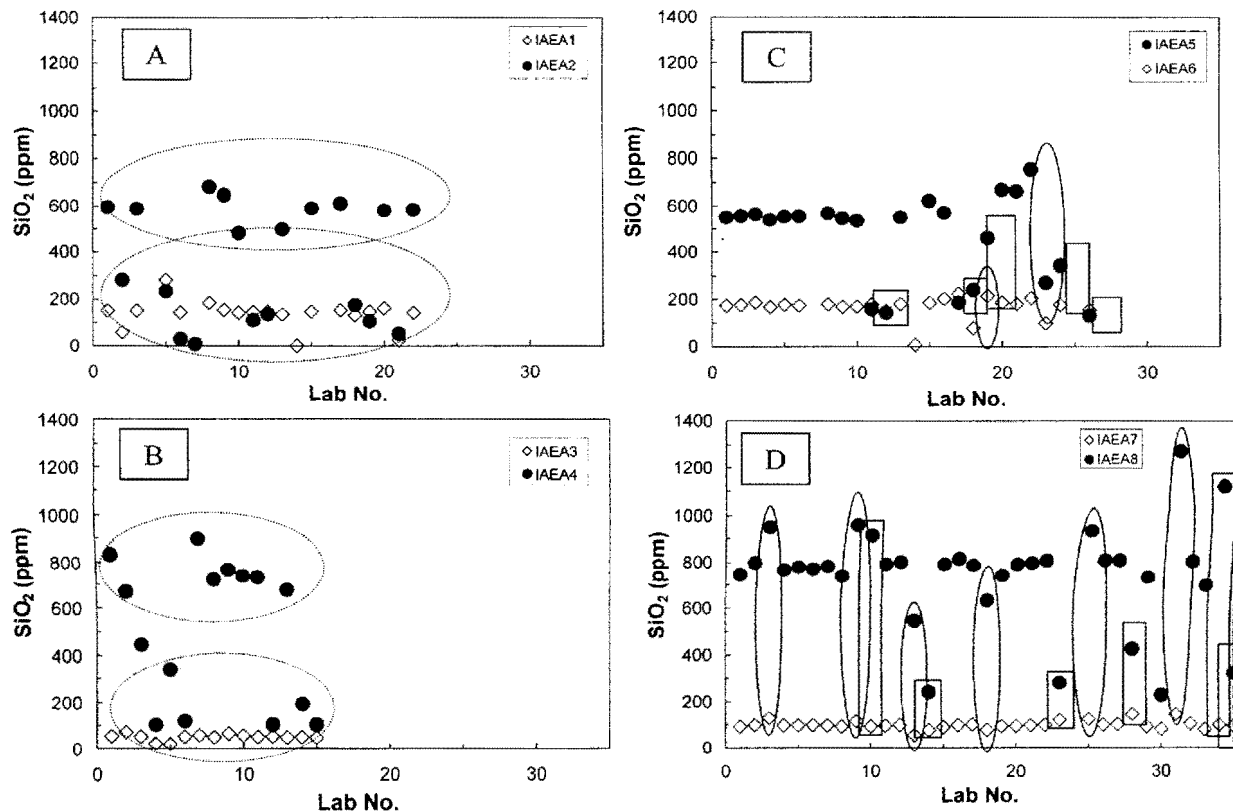 A
◇ IAEA1
● IAEA2
SiO₂ (ppm)
1400
1200
1000
800
600
400
200
0
0 10 20 30
Lab No.
C
● IAEA5
◇ IAEA6
SiO₂ (ppm)
1400
1200
1000
800
600
400
200
0
0 10 20 30
Lab No.
B
◇ IAEA3
● IAEA4
SiO₂ (ppm)
1400
1200
1000
800
600
400
200
0
0 10 20 30
Lab No.
D
◇ IAEA7
● IAEA8
SiO₂ (ppm)
1400
1200
1000
800
600
400
200
0
0 10 20 30
Lab No.